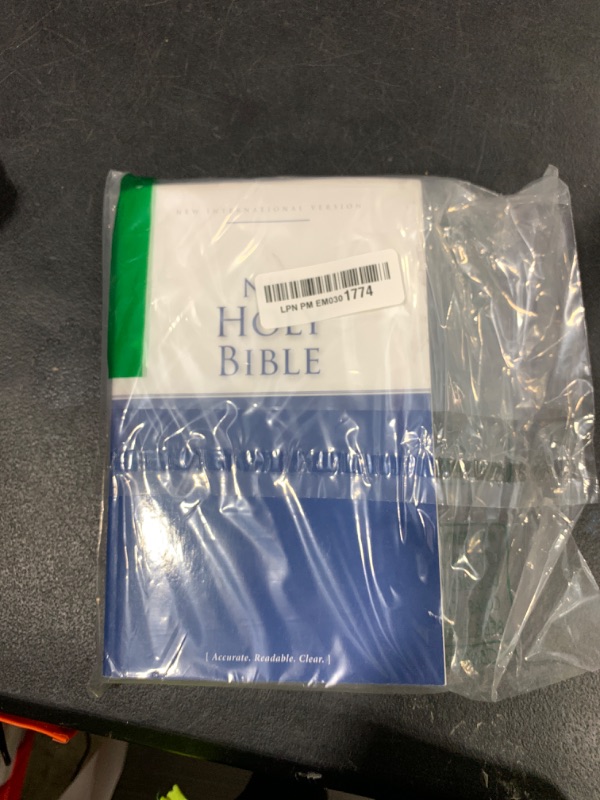 NEW INTERNATIONAL VERSION
LPN PM EM030 1774
HOLY
BIBLE
[ Accurate. Readable. Clear. ]